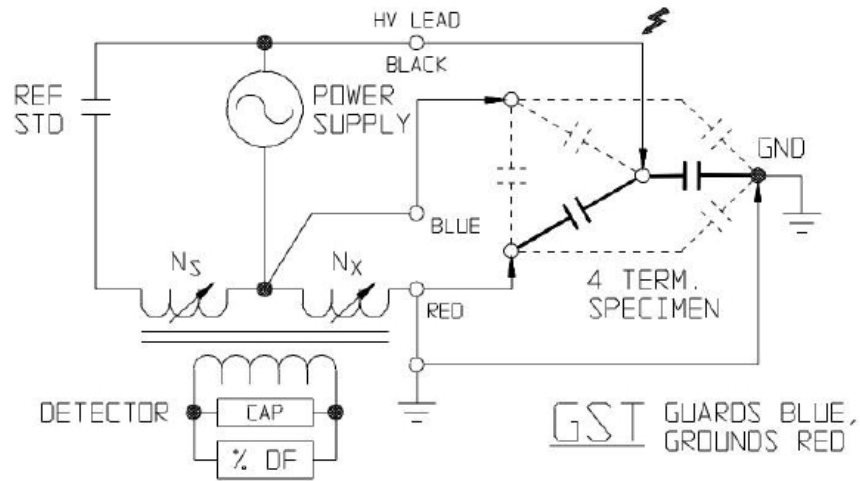 HV LEAD
BLACK
REF
STD
POWER
SUPPLY
GND
BLUE
NS
NX
RED
4 TERM.
SPECIMEN
DETECTOR
CAP
% DF
GST GUARDS BLUE,
GROUNDS RED